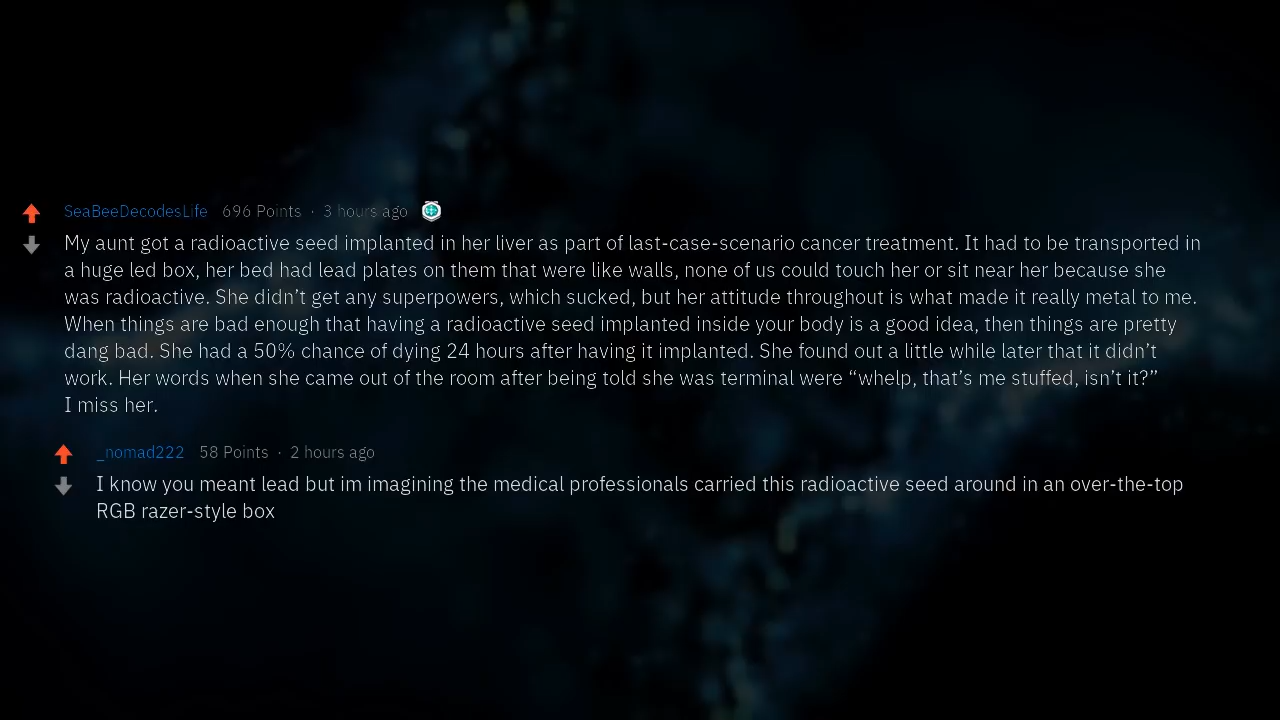 SeaBeeDecodesLife 696 Points · 3 hours ago
My aunt got a radioactive seed implanted in her liver as part of last-case-scenario cancer treatment. It had to be transported in
a huge led box, her bed had lead plates on them that were like walls, none of us could touch her or sit near her because she
was radioactive. She didn’t get any superpowers, which sucked, but her attitude throughout is what made it really metal to me.
When things are bad enough that having a radioactive seed implanted inside your body is a good idea, then things are pretty
dang bad. She had a 50% chance of dying 24 hours after having it implanted. She found out a little while later that it didn’t
work. Her words when she came out of the room after being told she was terminal were “whelp, that’s me stuffed, isn’t it?”
I miss her.
_nomad222 58 Points · 2 hours ago
I know you meant lead but im imagining the medical professionals carried this radioactive seed around in an over-the-top
RGB razer-style box